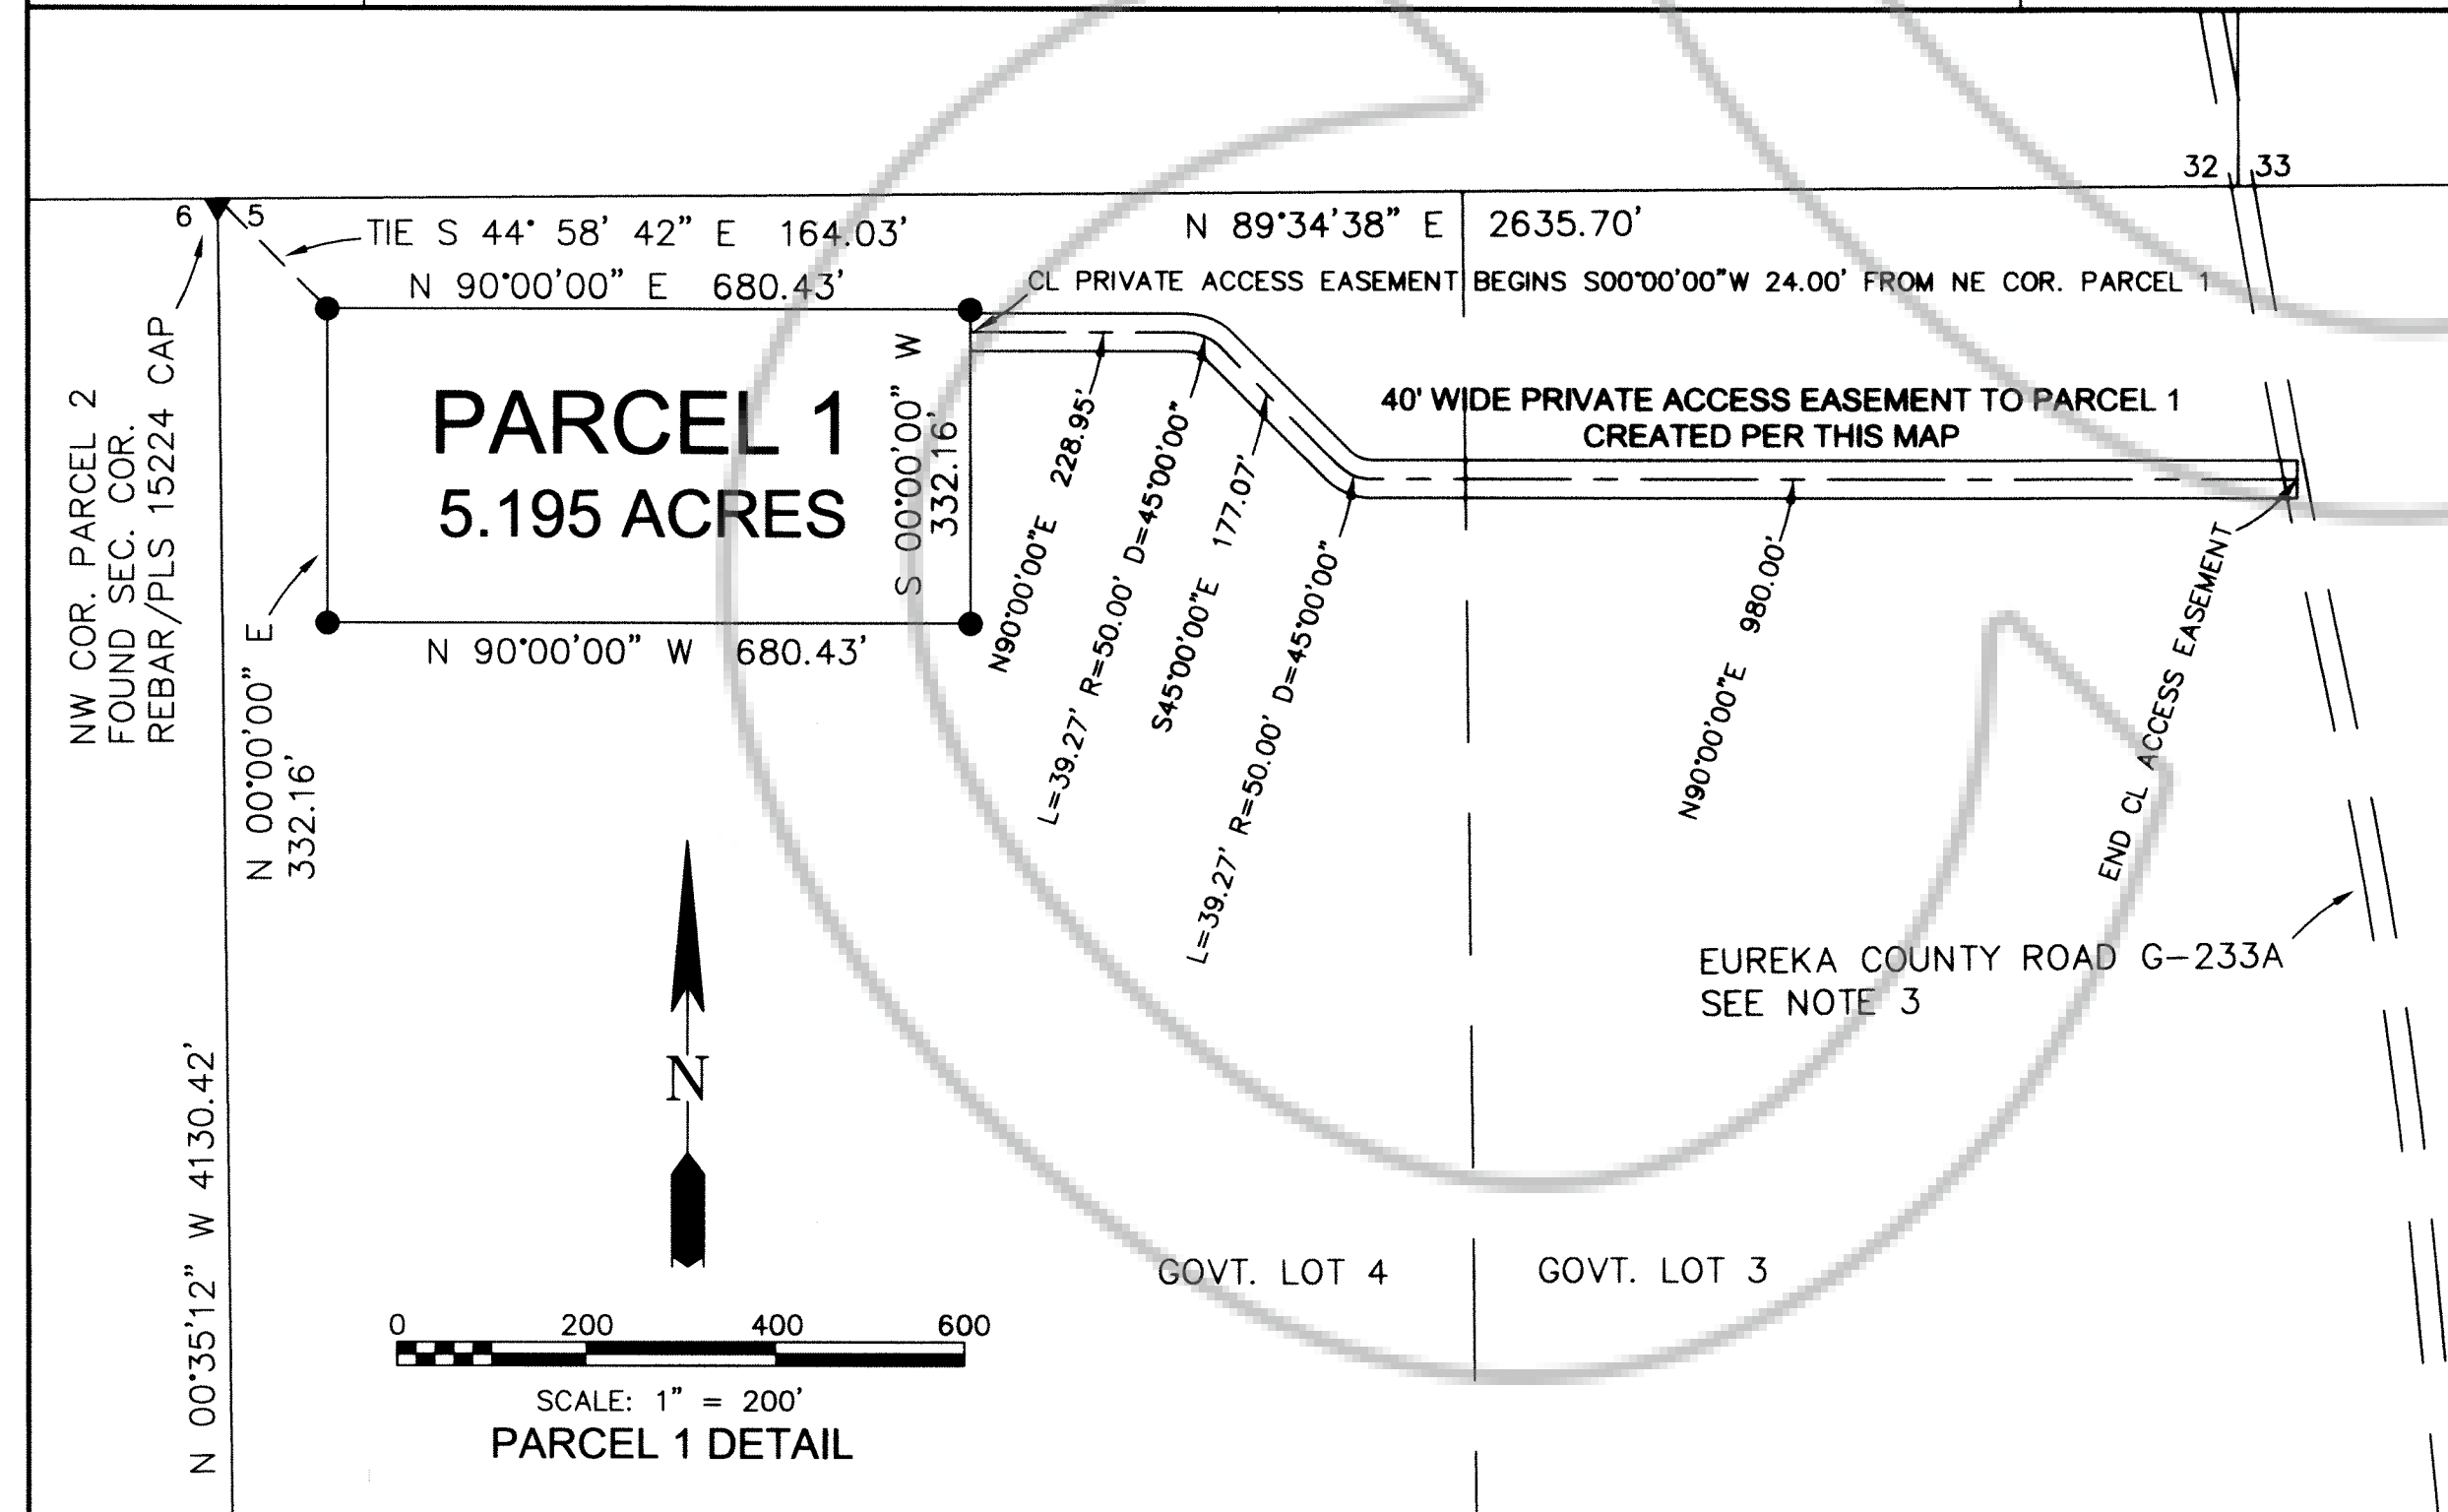 32 33
6 5
TIE S 44° 58' 42" E 164.03'
N 89°34'38" E 2635.70'
N 90°00'00" E 680.43'
CL PRIVATE ACCESS EASEMENT BEGINS S00°00'00"W 24.00' FROM NE COR. PARCEL 1
NW COR. PARCEL 2
FOUND SEC. COR.
REBAR/PLS 15224 CAP
PARCEL 1
5.195 ACRES
S 00°00'00" W
332.16'
40' WIDE PRIVATE ACCESS EASEMENT TO PARCEL 1
CREATED PER THIS MAP
N 90°00'00" W 680.43'
N 00°00'00" E
332.16'
N90°00'00"E 228.95'
L=39.27' R=50.00' D=45°00'00"
S45°00'00"E 177.07'
L=39.27' R=50.00' D=45°00'00"
N90°00'00"E 980.00'
END CL ACCESS EASEMENT
EUREKA COUNTY ROAD G-233A
SEE NOTE 3
N 00°35'12" W 4130.42'
N
GOVT. LOT 4
GOVT. LOT 3
0 200 400 600
SCALE: 1" = 200'
PARCEL 1 DETAIL